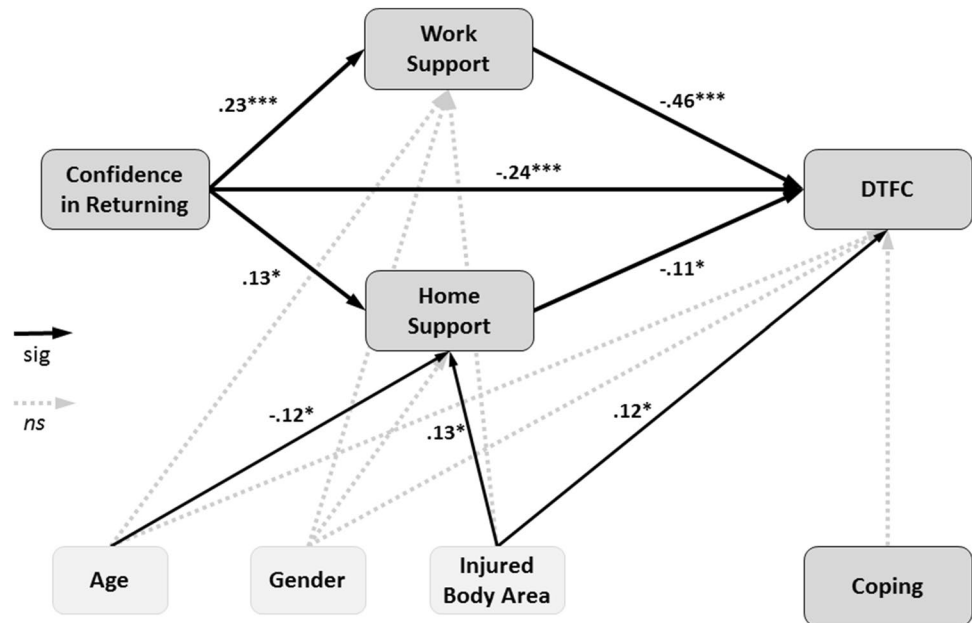 Work
Support
.23***
-.46***
Confidence
in Returning
-.24***
DTFC
.13*
-.11*
Home
Support
sig
ns
-.12*
.13*
.12*
Age
Gender
Injured
Body Area
Coping